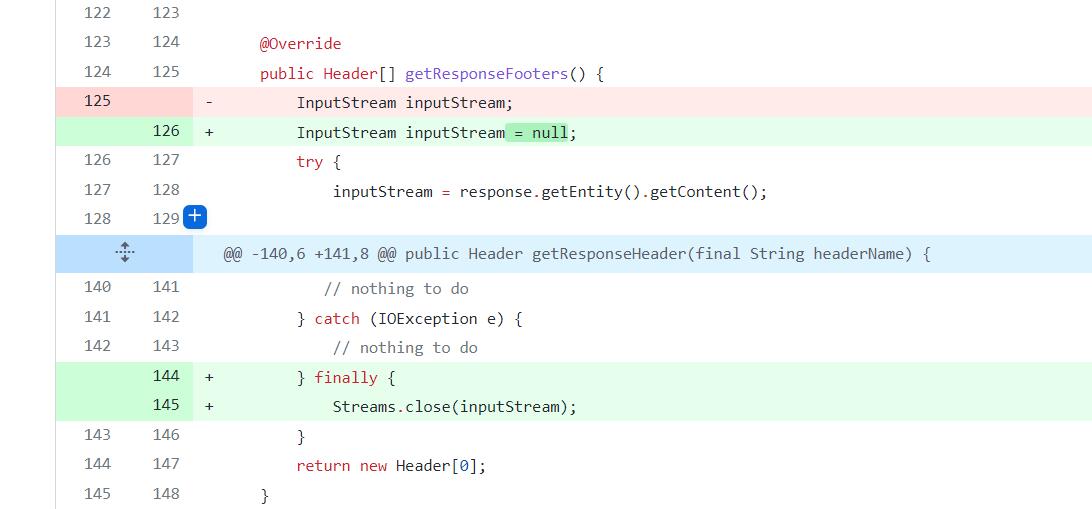 122 123
123 124 @Override
124 125 public Header[] getResponseFooters() {
125 - InputStream inputStream;
126 + InputStream inputStream = null;
126 127 try {
127 128 inputStream = response.getEntity().getContent();
128 129 +
@@ -140,6 +141,8 @@ public Header getResponseHeader(final String headerName) {
140 141 // nothing to do
141 142 } catch (IOException e) {
142 143 // nothing to do
144 + } finally {
145 + Streams.close(inputStream);
143 146 }
144 147 return new Header[0];
145 148 }